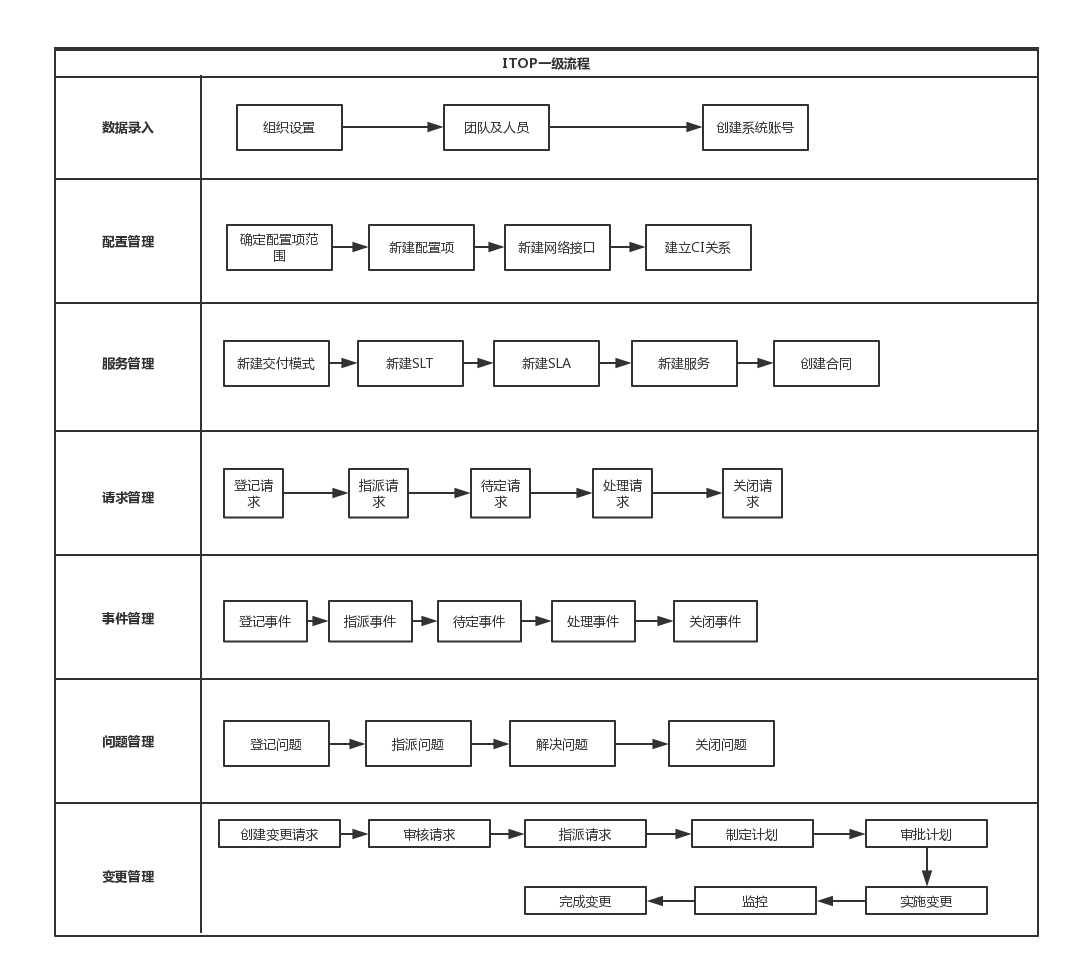 ITOP一级流程
数据录入
组织设置
团队及人员
创建系统账号
配置管理
确定配置项范
围
新建配置项
新建网络接口
建立CI关系
服务管理
新建交付模式
新建SLT
新建SLA
新建服务
创建合同
请求管理
登记请
求
指派请
求
待定请
求
处理请
求
关闭请
求
事件管理
登记事件
指派事件
待定事件
处理事件
关闭事件
问题管理
登记问题
指派问题
解决问题
关闭问题
变更管理
创建变更请求
审核请求
指派请求
制定计划
审批计划
实施变更
监控
完成变更